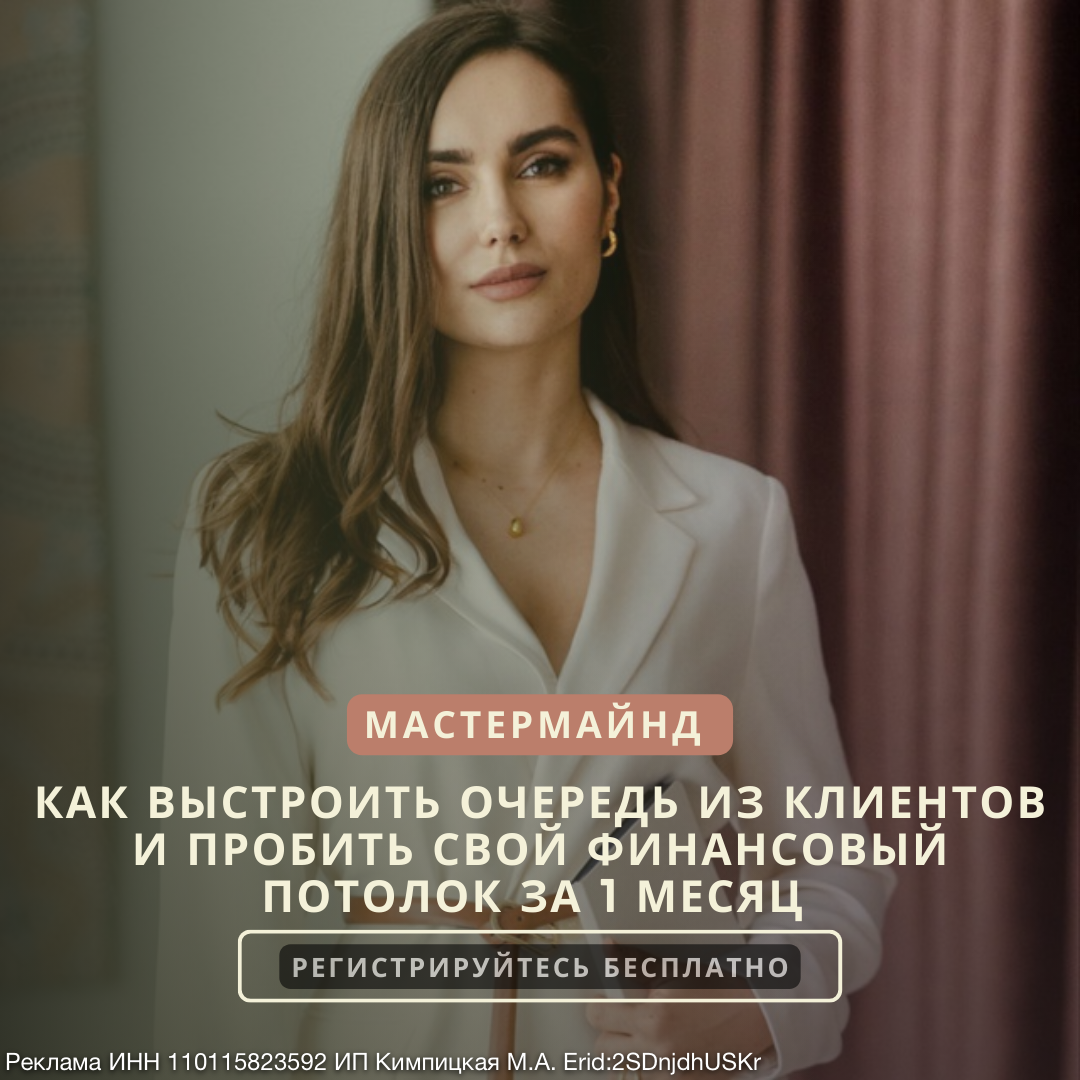 МАСТЕРМАЙНД
КАК ВЫСТРОИТЬ ОЧЕРЕДЬ ИЗ КЛИЕНТОВ
И ПРОБИТЬ СВОЙ ФИНАНСОВЫЙ
ПОТОЛОК ЗА 1 МЕСЯЦ
РЕГИСТРИРУЙТЕСЬ БЕСПЛАТНО
Реклама ИНН 110115823592 ИП Кимпицкая М.А. Erid:2SDnjdhUSKr